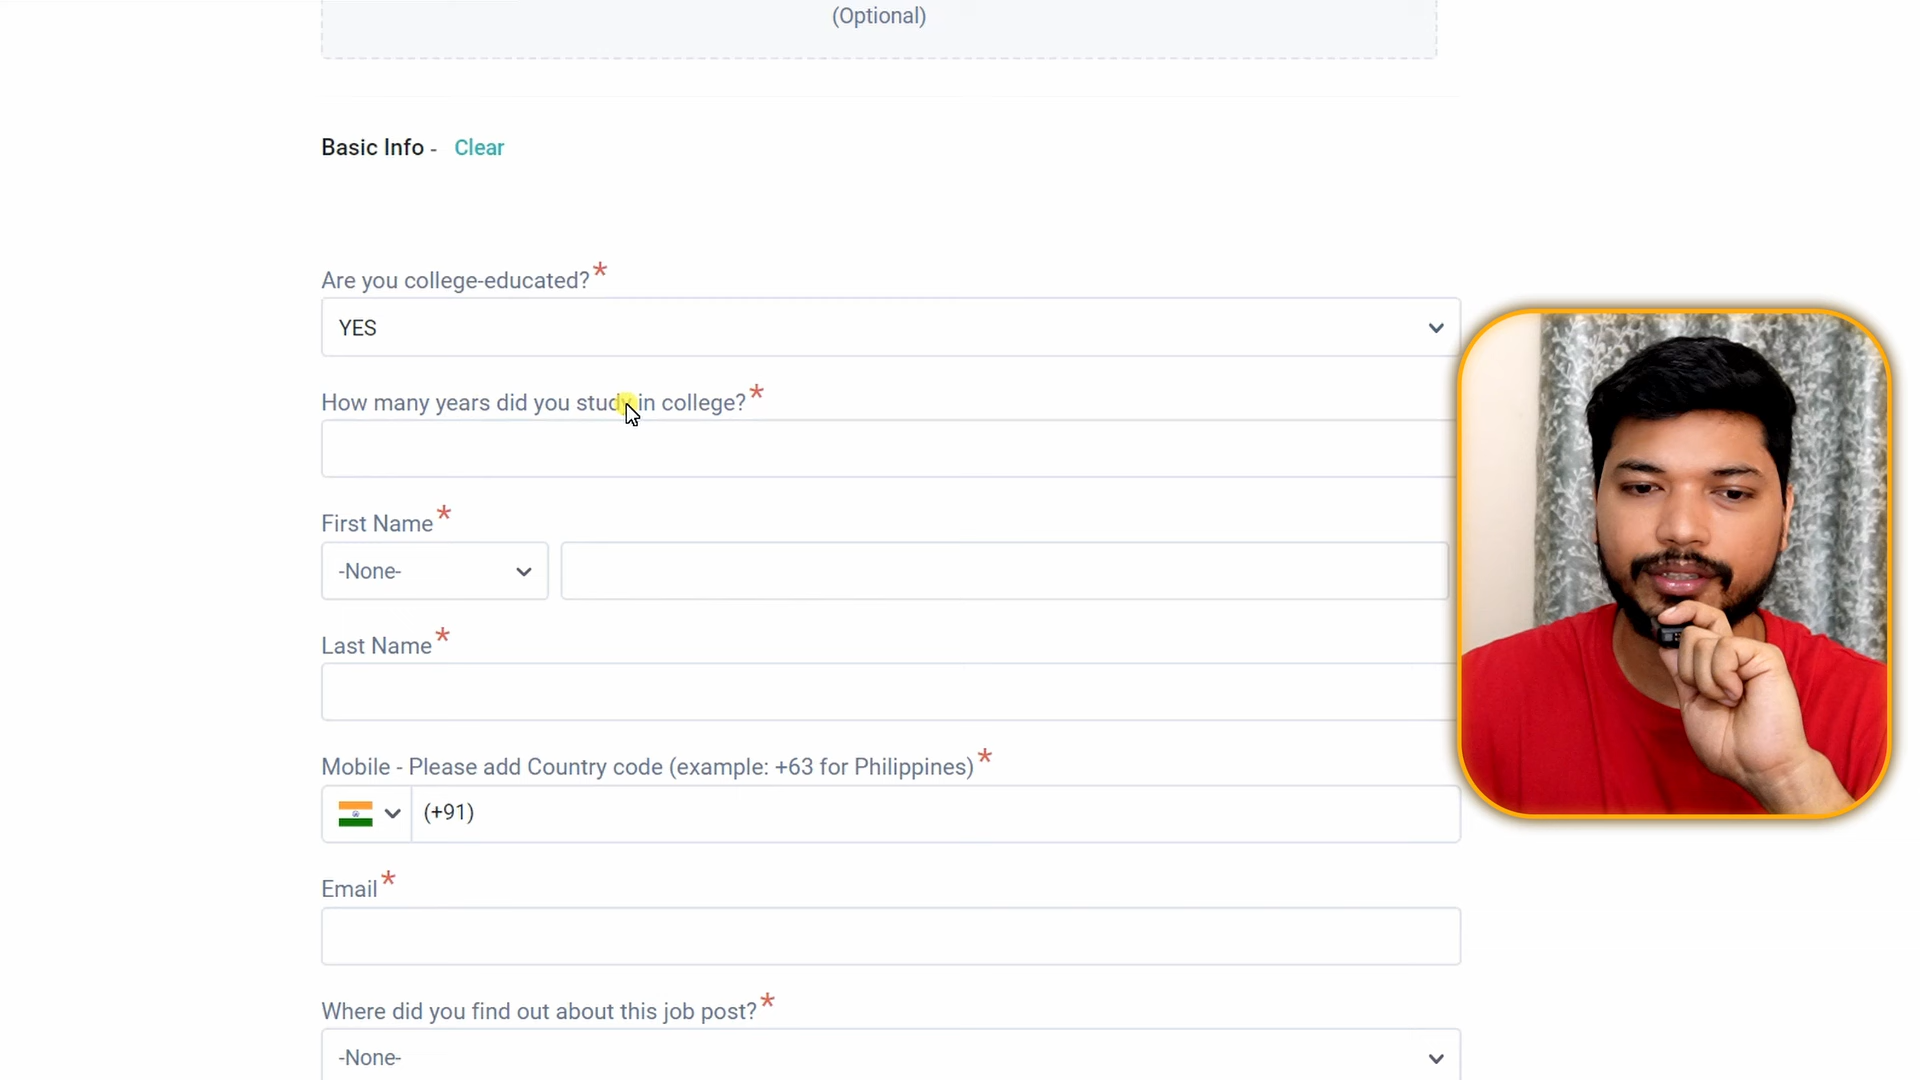 (Optional)
Basic Info - Clear
Are you college-educated?*
YES
How many years did you study in college?*
First Name*
-None-
Last Name*
Mobile - Please add Country code (example: +63 for Philippines)*
(+91)
Email*
Where did you find out about this job post?*
-None-